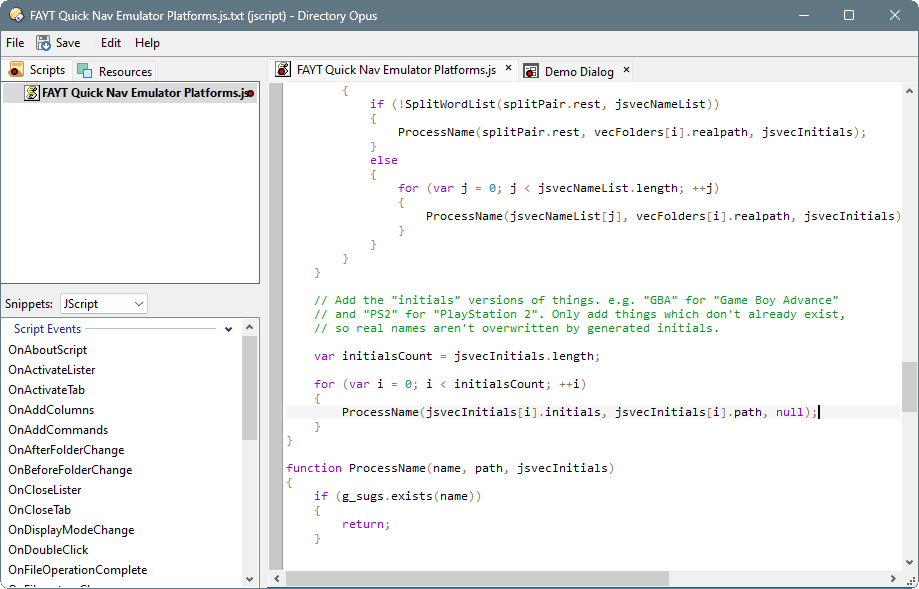 FAYT Quick Nav Emulator Platforms.js.txt (jscript) - Directory Opus
File Save Edit Help
Scripts Resources
FAYT Quick Nav Emulator Platforms.js
Snippets: JScript
Script Events
OnAboutScript
OnActivateLister
OnActivateTab
OnAddColumns
OnAddCommands
OnAfterFolderChange
OnBeforeFolderChange
OnCloseLister
OnCloseTab
OnDisplayModeChange
OnDoubleClick
OnFileOperationComplete
FAYT Quick Nav Emulator Platforms.js × Demo Dialog ×
{
if (!SplitWordList(splitPair.rest, jsvecNameList))
{
ProcessName(splitPair.rest, vecFolders[i].realpath, jsvecInitials);
}
else
{
for (var j = 0; j < jsvecNameList.length; ++j)
{
ProcessName(jsvecNameList[j], vecFolders[i].realpath, jsvecInitials)
}
}
}
}
// Add the "initials" versions of things. e.g. "GBA" for "Game Boy Advance"
// and "PS2" for "PlayStation 2". Only add things which don't already exist,
// so real names aren't overwritten by generated initials.
var initialsCount = jsvecInitials.length;
for (var i = 0; i < initialsCount; ++i)
{
ProcessName(jsvecInitials[i].initials, jsvecInitials[i].path, null);
}
}
function ProcessName(name, path, jsvecInitials)
{
if (g_sugs.exists(name))
{
return;
}